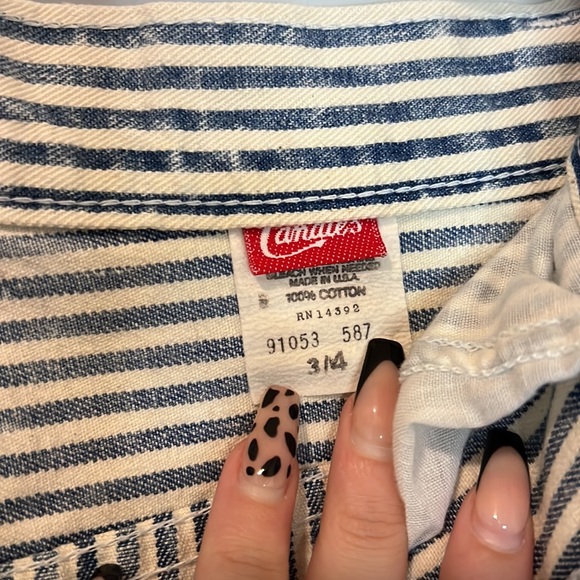 Candie's
BLEACH WHEN NEEDED
MADE IN U.S.A.
100% COTTON
RN 14392
91053 587
3/4